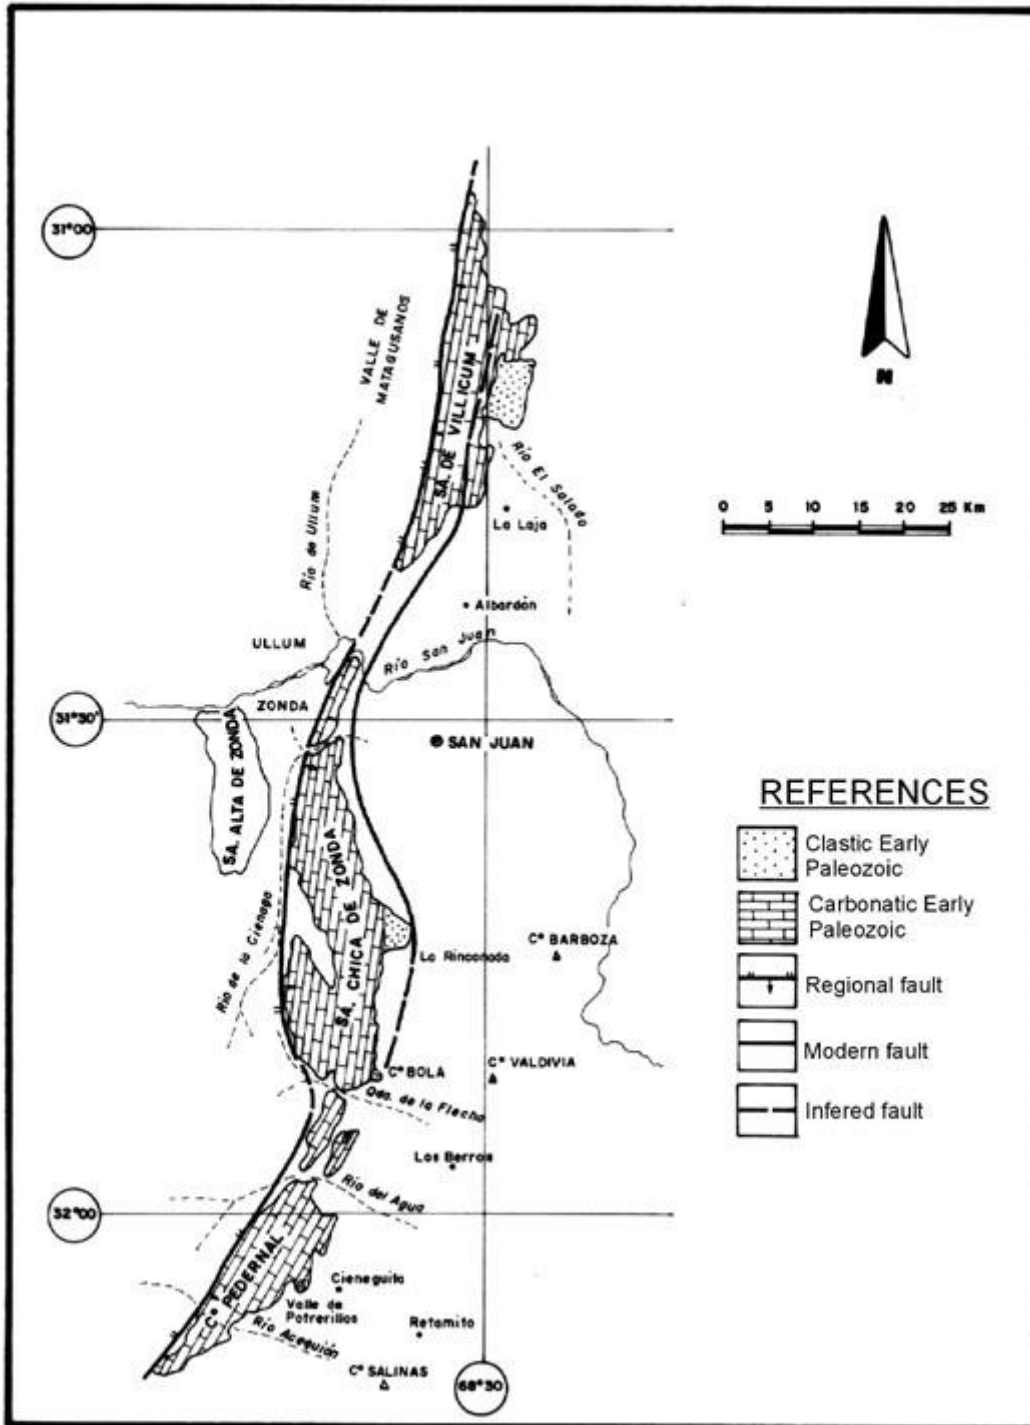 31°00
VALLE DE
MATAGUSANOS
SA. DE VILLICUM
N
Río El Salado
0 5 10 15 20 25 Km
La Laja
Río de Ullum
Albardón
ULLUM
Río San Juan
ZONDA
31°30'
SAN JUAN
SA. ALTA DE ZONDA
REFERENCES
Clastic Early
Paleozoic
SA. CHICA DE ZONDA
Carbonatic Early
Paleozoic
Río de la Cienaga
La Rinconada
Cº BARBOZA
Regional fault
Modern fault
Cº BOLA
Cº VALDIVIA
Qda. de la Flecha
Infered fault
Los Berros
Río del Agua
32°00
Cº PEDERNAL
Cieneguita
Valle de
Potrerillos
Retamito
Río Acequión
Cº SALINAS
68°30